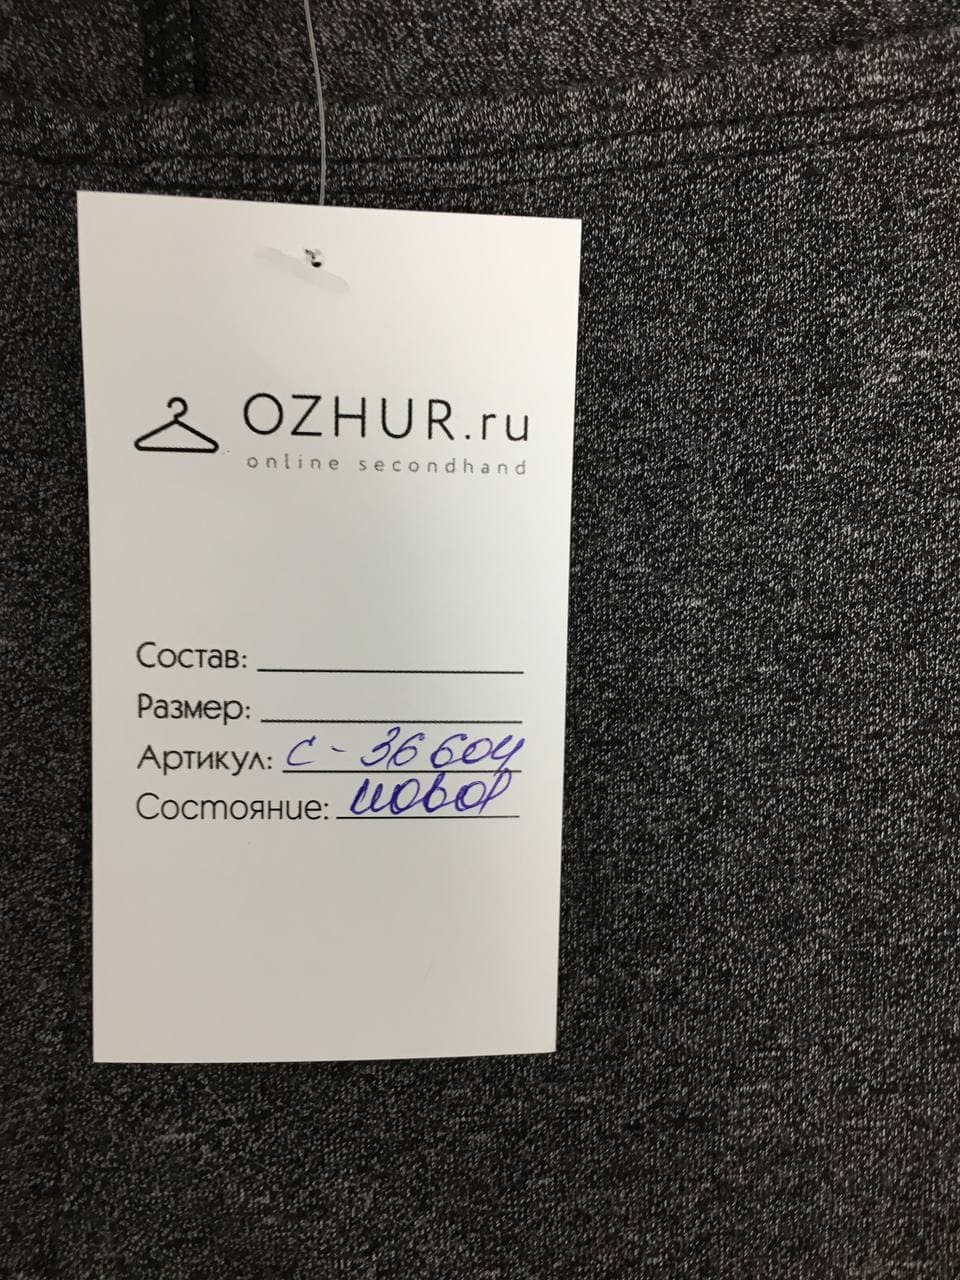 OZHUR.ru
online secondhand
Состав:
Размер:
Артикул: С - 36604
Состояние: новое